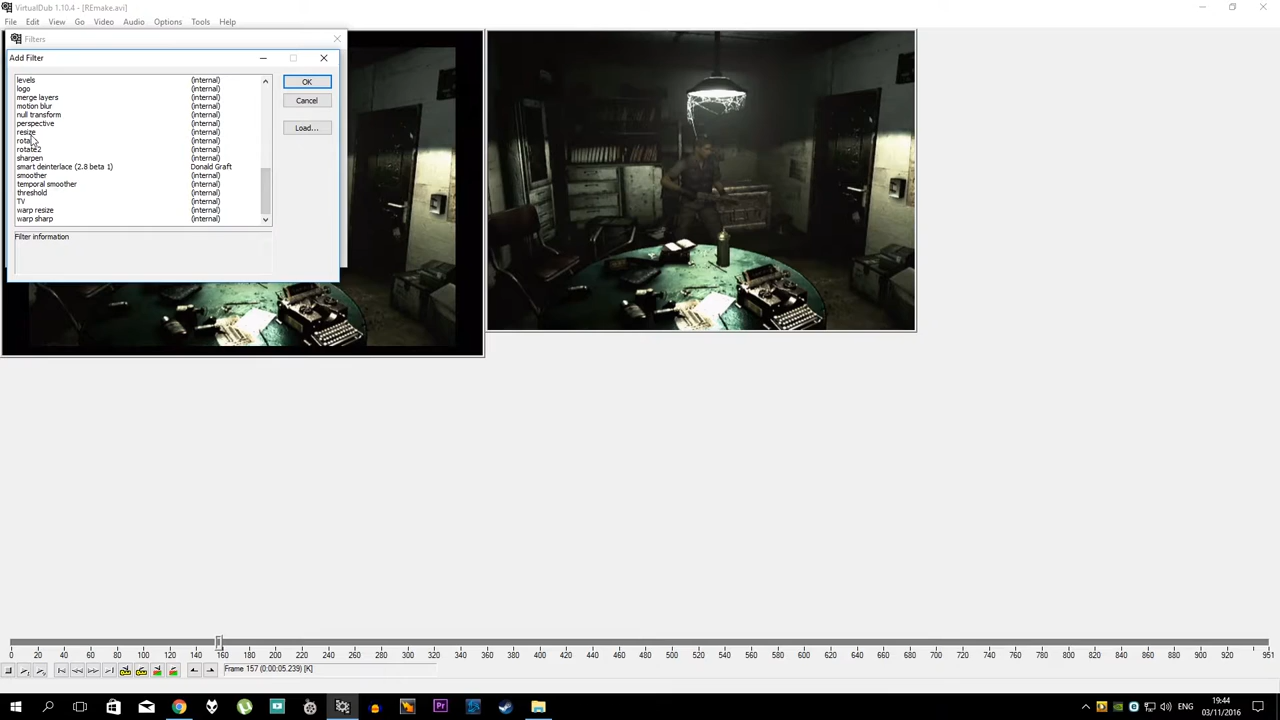 VirtualDub 1.10.4 - [REmake.avi]
File Edit View Go Video Audio Options Tools Help
Filters
Add Filter
levels (internal)
logo (internal)
merge layers (internal)
motion blur (internal)
null transform (internal)
perspective (internal)
resize (internal)
rotate (internal)
rotate2 (internal)
sharpen (internal)
smart deinterlace (2.8 beta 1) Donald Graft
smoother (internal)
temporal smoother (internal)
threshold (internal)
TV (internal)
warp resize (internal)
warp sharp (internal)
OK
Cancel
Load...
Filter information
0 20 40 60 80 100 120 140 160 180 200 220 240 260 280 300 320 340 360 380 400 420 440 460 480 500 520 540 560 580 600 620 640 660 680 700 720 740 760 780 800 820 840 860 880 900 920 951
Frame 157 (0:00:05.239) [K]
ENG
19:44
03/11/2016